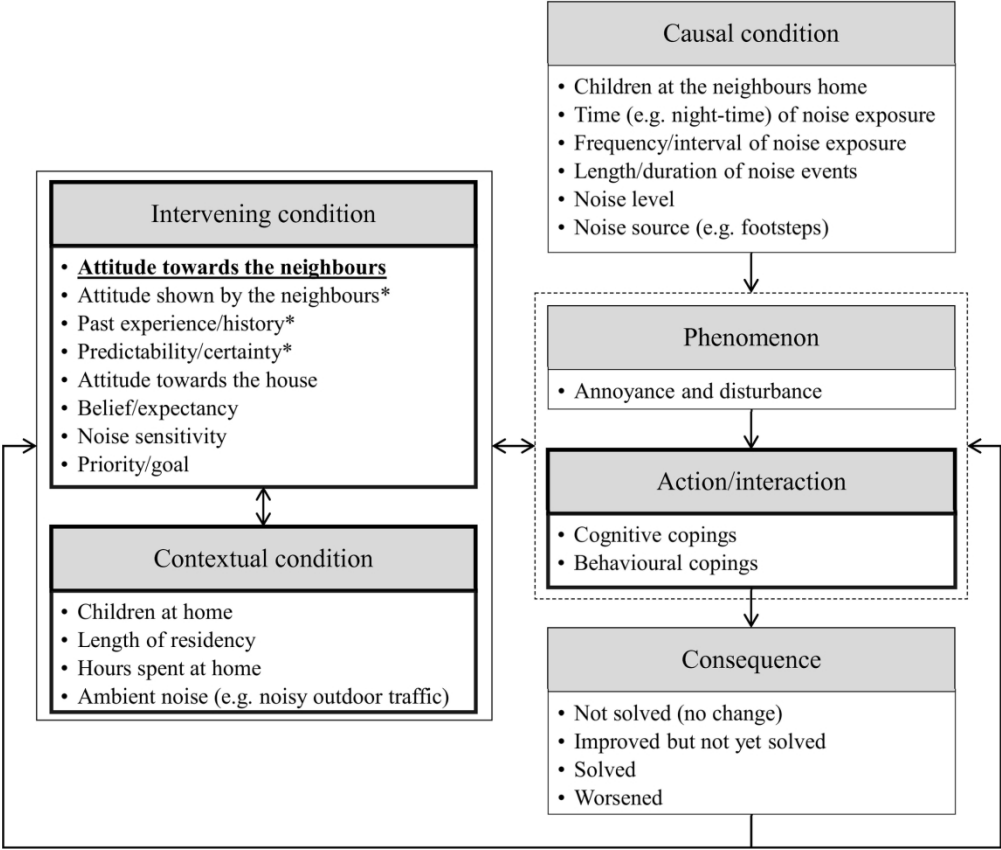 Causal condition
• Children at the neighbours home
• Time (e.g. night-time) of noise exposure
• Frequency/interval of noise exposure
• Length/duration of noise events
• Noise level
• Noise source (e.g. footsteps)
Intervening condition
• Attitude towards the neighbours
• Attitude shown by the neighbours*
• Past experience/history*
• Predictability/certainty*
• Attitude towards the house
• Belief/expectancy
• Noise sensitivity
• Priority/goal
Contextual condition
• Children at home
• Length of residency
• Hours spent at home
• Ambient noise (e.g. noisy outdoor traffic)
Phenomenon
• Annoyance and disturbance
Action/interaction
• Cognitive copings
• Behavioural copings
Consequence
• Not solved (no change)
• Improved but not yet solved
• Solved
• Worsened